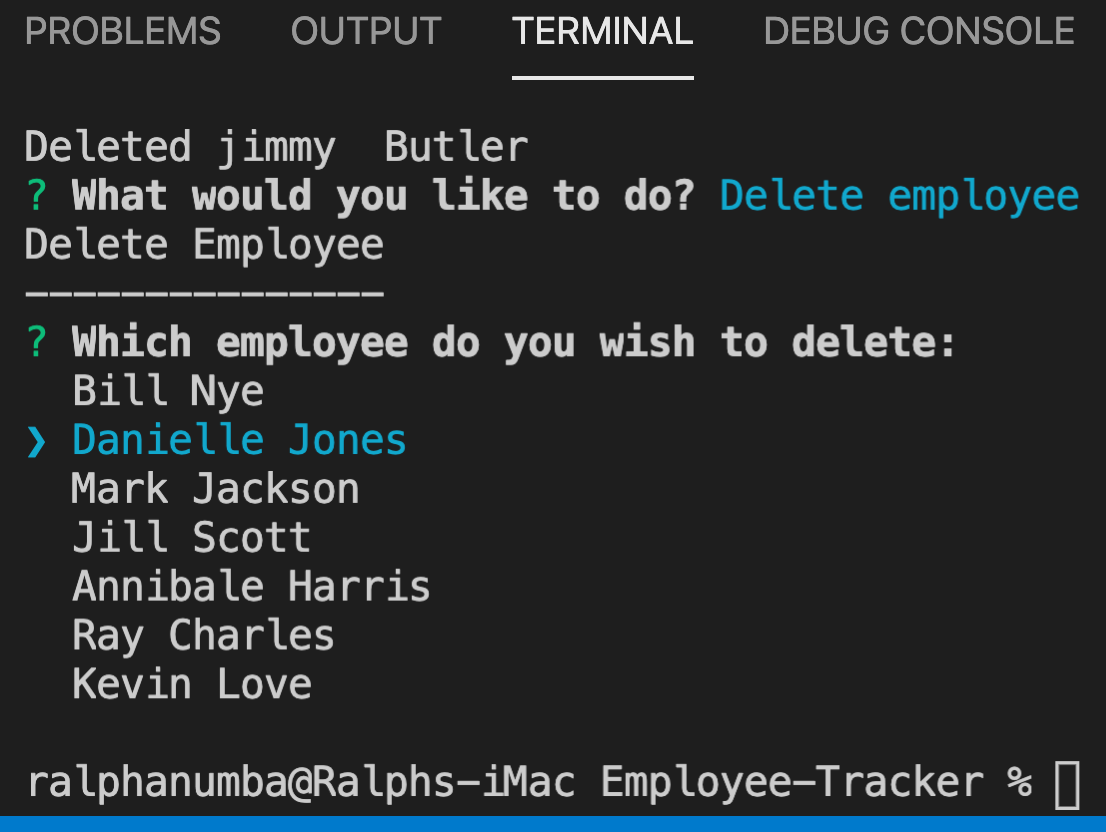 PROBLEMS OUTPUT TERMINAL DEBUG CONSOLE
Deleted jimmy  Butler
? What would you like to do? Delete employee
Delete Employee
---------------
? Which employee do you wish to delete:
Bill Nye
❯ Danielle Jones
Mark Jackson
Jill Scott
Annibale Harris
Ray Charles
Kevin Love
ralphanumba@Ralphs-iMac Employee-Tracker %